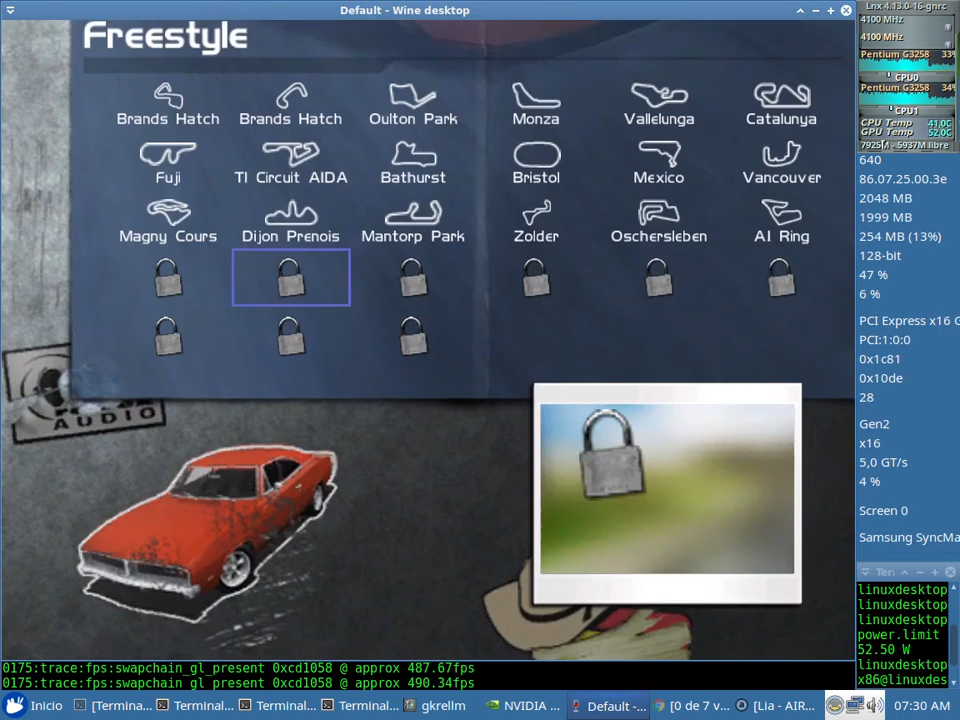 Default - Wine desktop
Lnx 4.13.0-16-gnrc
4100 MHz
4100 MHz
Pentium G3258 33%
CPU0
Pentium G3258 34%
CPU1
CPU Temp 41,0C
GPU Temp 52,0C
7925M - 5937M libre
Freestyle
Brands Hatch Brands Hatch Oulton Park Monza Vallelunga Catalunya
Fuji TI Circuit AIDA Bathurst Bristol Mexico Vancouver
Magny Cours Dijon Prenois Mantorp Park Zolder Oschersleben A1 Ring
AUDIO
640
86.07.25.00.3e
2048 MB
1999 MB
254 MB (13%)
128-bit
47 %
6 %
PCI Express x16 G
PCI:1:0:0
0x1c81
0x10de
28
Gen2
x16
5,0 GT/s
4 %
Screen 0
Samsung SyncMa
Ter
linuxdesktop
linuxdesktop
linuxdesktop
power.limit
52.50 W
linuxdesktop
x86@linuxdes
0175:trace:fps:swapchain_gl_present 0xcd1058 @ approx 487.67fps
0175:trace:fps:swapchain_gl_present 0xcd1058 @ approx 490.34fps
Inicio [Termina... Terminal... Terminal... Terminal... gkrellm NVIDIA ... Default -... [0 de 7 v... [Lia - AIR... 07:30 AM